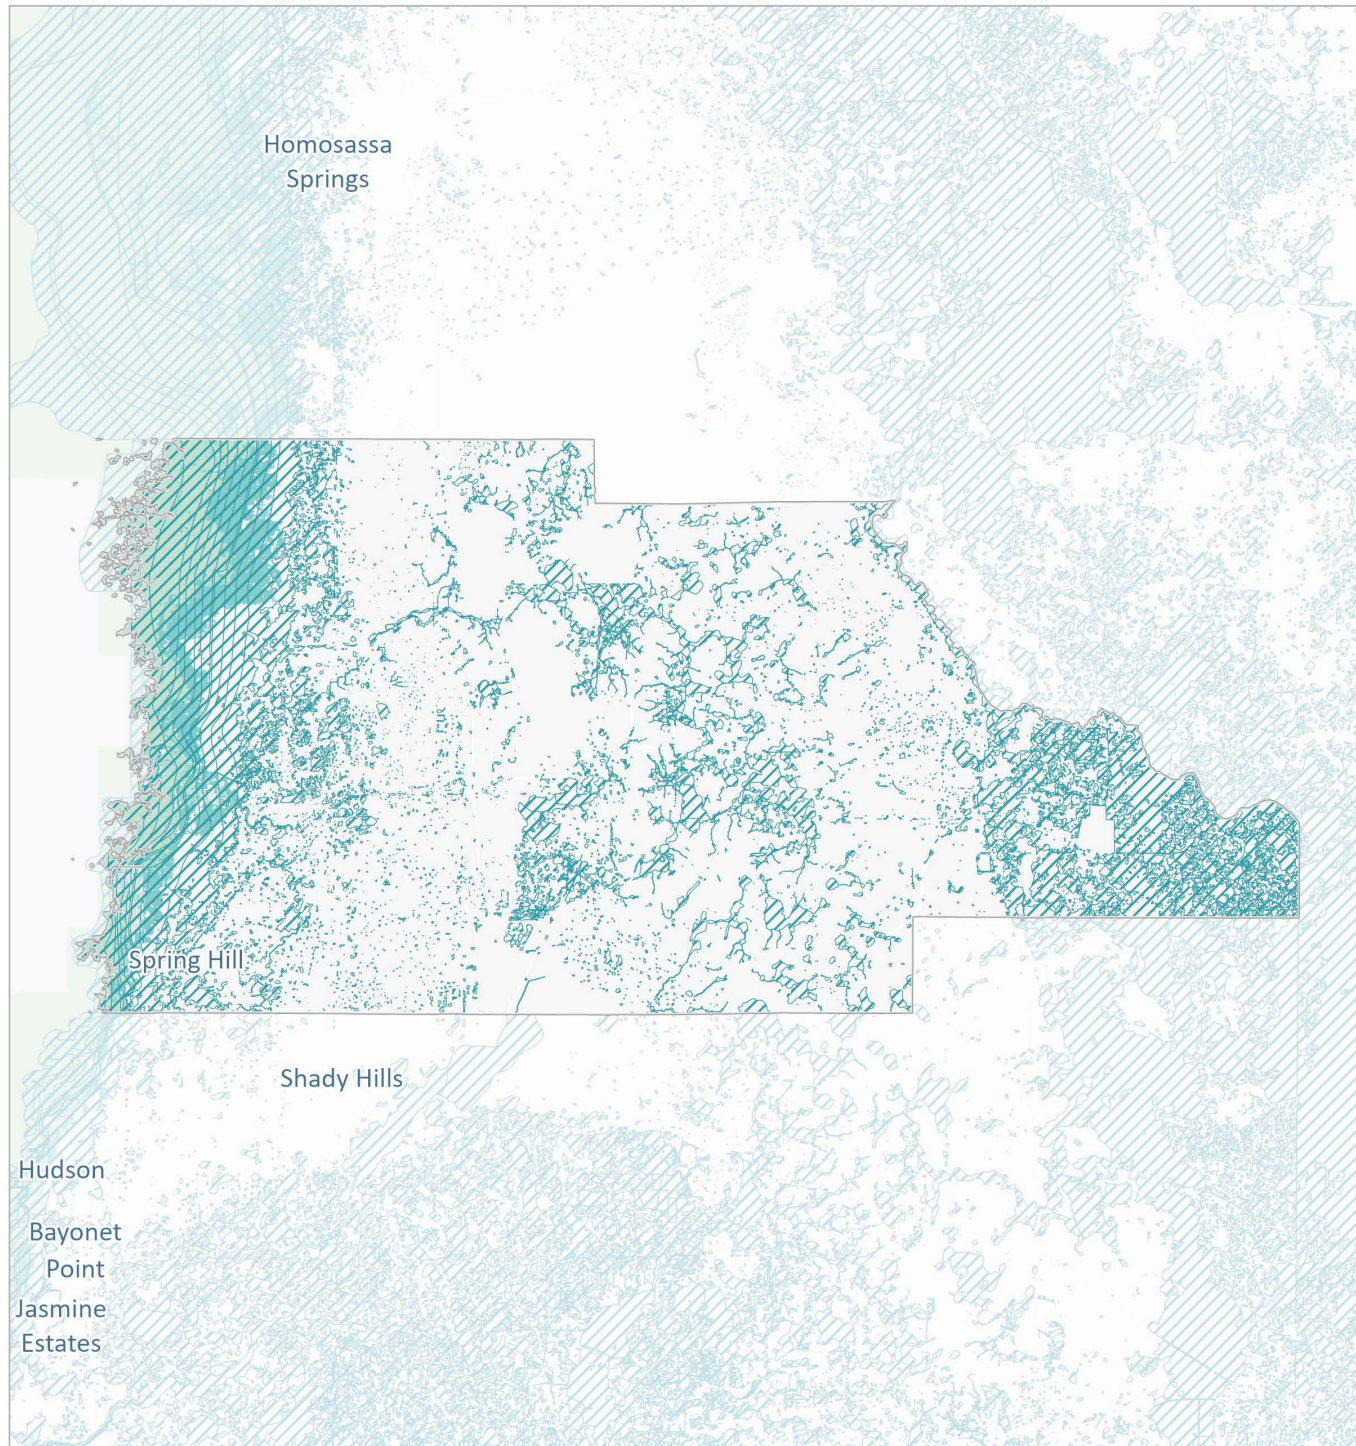 Homosassa
Springs
Spring Hill
Shady Hills
Hudson
Bayonet
Point
Jasmine
Estates